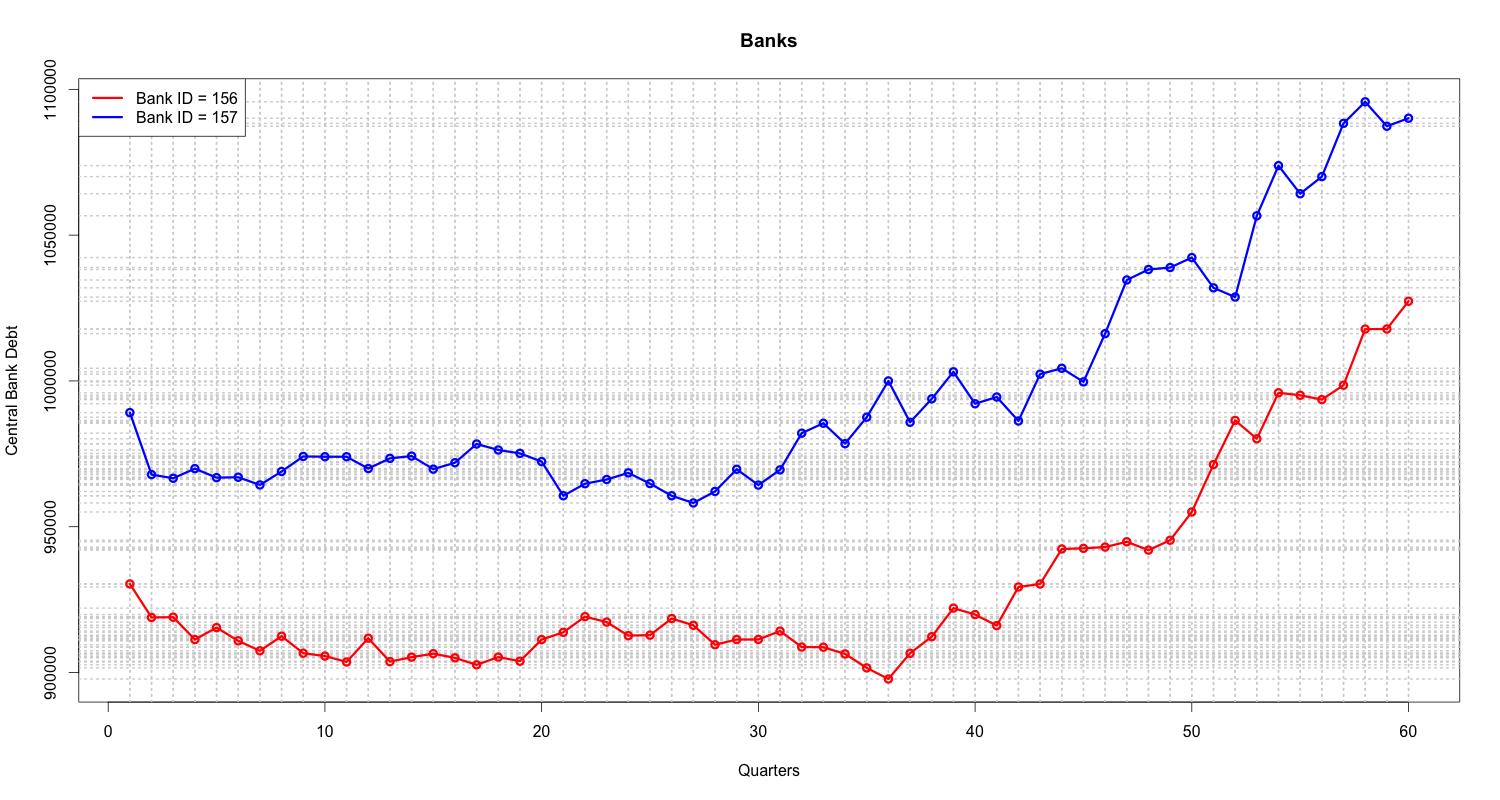 Banks
Bank ID = 156
Bank ID = 157
Central Bank Debt
1100000
1050000
1000000
950000
900000
0 10 20 30 40 50 60
Quarters